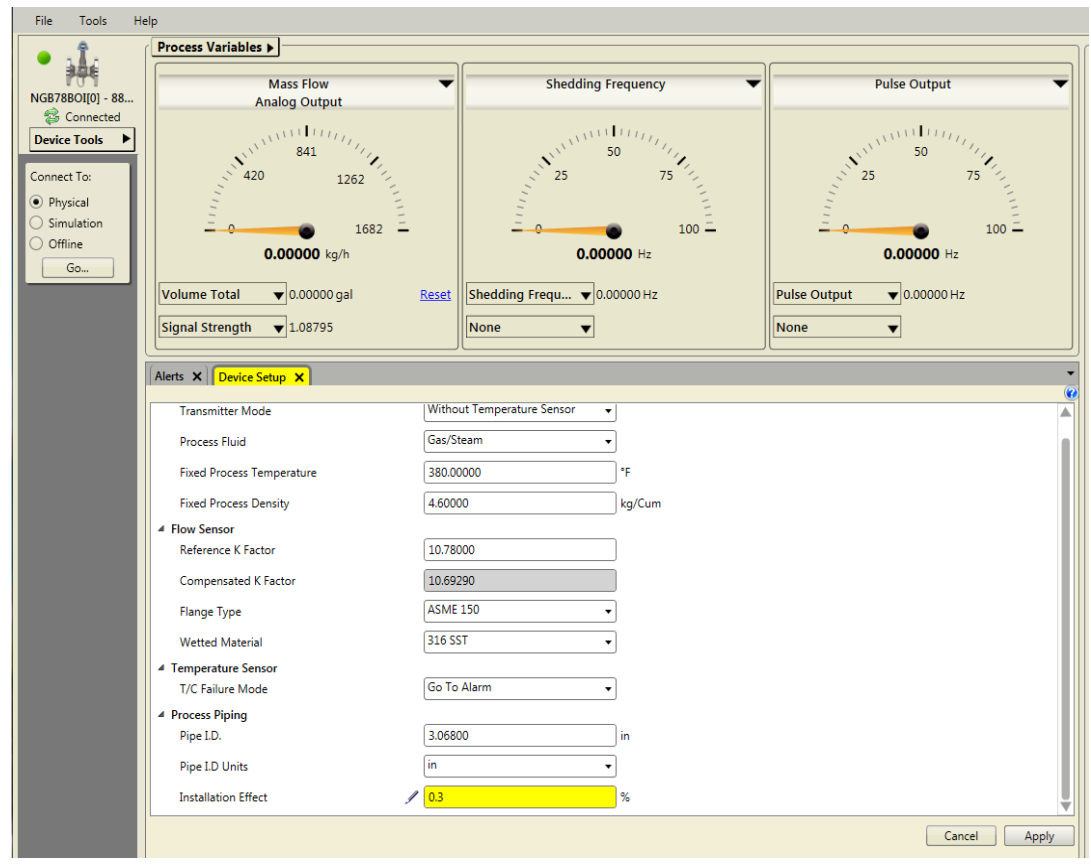 File Tools Help
NGB78BOI[0] - 88...
Connected
Device Tools
Connect To:
Physical
Simulation
Offline
Go...
Process Variables
Mass Flow
Analog Output
0 420 841 1262 1682
0.00000 kg/h
Volume Total 0.00000 gal Reset
Signal Strength 1.08795
Shedding Frequency
0 25 50 75 100
0.00000 Hz
Shedding Frequ... 0.00000 Hz
None
Pulse Output
0 25 50 75 100
0.00000 Hz
Pulse Output 0.00000 Hz
None
Alerts X Device Setup X
Transmitter Mode Without Temperature Sensor
Process Fluid Gas/Steam
Fixed Process Temperature 380.00000 °F
Fixed Process Density 4.60000 kg/Cum
Flow Sensor
Reference K Factor 10.78000
Compensated K Factor 10.69290
Flange Type ASME 150
Wetted Material 316 SST
Temperature Sensor
T/C Failure Mode Go To Alarm
Process Piping
Pipe I.D. 3.06800 in
Pipe I.D Units in
Installation Effect 0.3 %
Cancel Apply